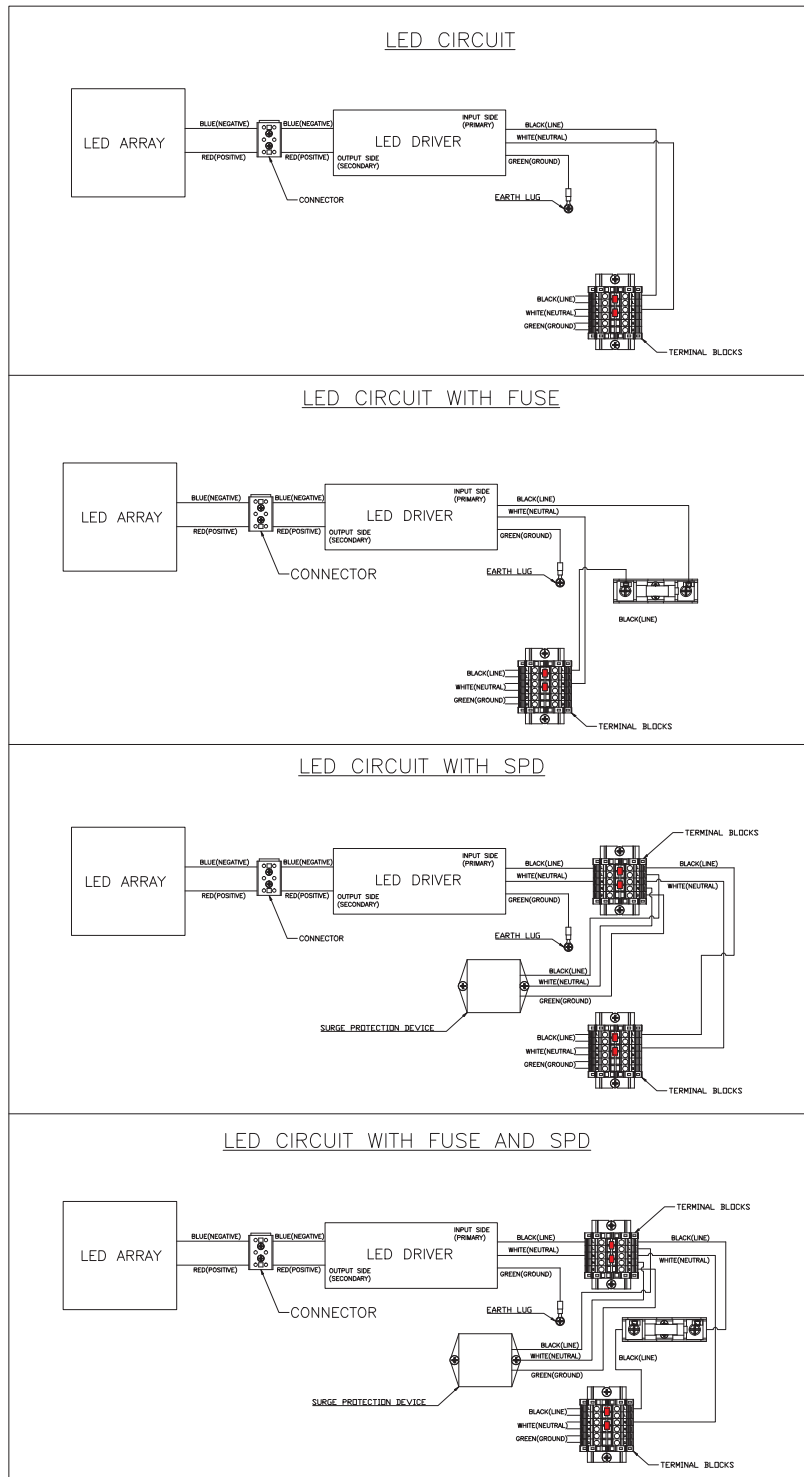 LED CIRCUIT
INPUT SIDE
(PRIMARY)
BLACK(LINE)
BLUE(NEGATIVE)
BLUE(NEGATIVE)
WHITE(NEUTRAL)
LED ARRAY
LED DRIVER
RED(POSITIVE)
RED(POSITIVE)
OUTPUT SIDE
(SECONDARY)
GREEN(GROUND)
CONNECTOR
EARTH LUG
BLACK(LINE)
WHITE(NEUTRAL)
GREEN(GROUND)
TERMINAL BLOCKS
LED CIRCUIT WITH FUSE
INPUT SIDE
(PRIMARY)
BLACK(LINE)
BLUE(NEGATIVE)
BLUE(NEGATIVE)
WHITE(NEUTRAL)
LED ARRAY
LED DRIVER
RED(POSITIVE)
RED(POSITIVE)
OUTPUT SIDE
(SECONDARY)
GREEN(GROUND)
CONNECTOR
EARTH LUG
BLACK(LINE)
BLACK(LINE)
WHITE(NEUTRAL)
GREEN(GROUND)
TERMINAL BLOCKS
LED CIRCUIT WITH SPD
TERMINAL BLOCKS
INPUT SIDE
(PRIMARY)
BLACK(LINE)
BLACK(LINE)
BLUE(NEGATIVE)
BLUE(NEGATIVE)
WHITE(NEUTRAL)
WHITE(NEUTRAL)
LED ARRAY
LED DRIVER
RED(POSITIVE)
RED(POSITIVE)
OUTPUT SIDE
(SECONDARY)
GREEN(GROUND)
CONNECTOR
EARTH LUG
BLACK(LINE)
WHITE(NEUTRAL)
GREEN(GROUND)
SURGE PROTECTION DEVICE
BLACK(LINE)
WHITE(NEUTRAL)
GREEN(GROUND)
TERMINAL BLOCKS
LED CIRCUIT WITH FUSE AND SPD
TERMINAL BLOCKS
INPUT SIDE
(PRIMARY)
BLACK(LINE)
BLACK(LINE)
BLUE(NEGATIVE)
BLUE(NEGATIVE)
WHITE(NEUTRAL)
WHITE(NEUTRAL)
LED ARRAY
LED DRIVER
RED(POSITIVE)
RED(POSITIVE)
OUTPUT SIDE
(SECONDARY)
GREEN(GROUND)
CONNECTOR
EARTH LUG
BLACK(LINE)
WHITE(NEUTRAL)
BLACK(LINE)
GREEN(GROUND)
SURGE PROTECTION DEVICE
BLACK(LINE)
WHITE(NEUTRAL)
GREEN(GROUND)
TERMINAL BLOCKS